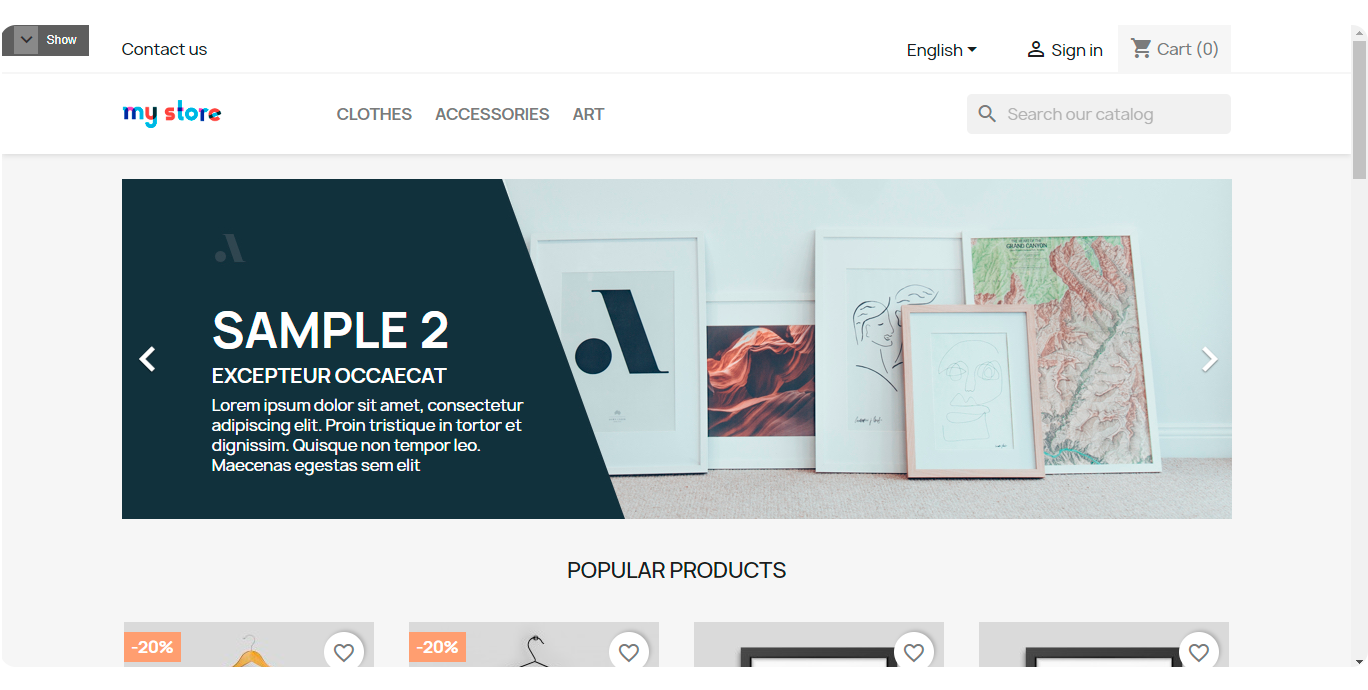 Show
Contact us
English
Sign in
Cart (0)
my store
CLOTHES
ACCESSORIES
ART
Search our catalog
SAMPLE 2
EXCEPTEUR OCCAECAT
Lorem ipsum dolor sit amet, consectetur
adipiscing elit. Proin tristique in tortor et
dignissim. Quisque non tempor leo.
Maecenas egestas sem elit
GRAND CANYON
POPULAR PRODUCTS
-20%
-20%